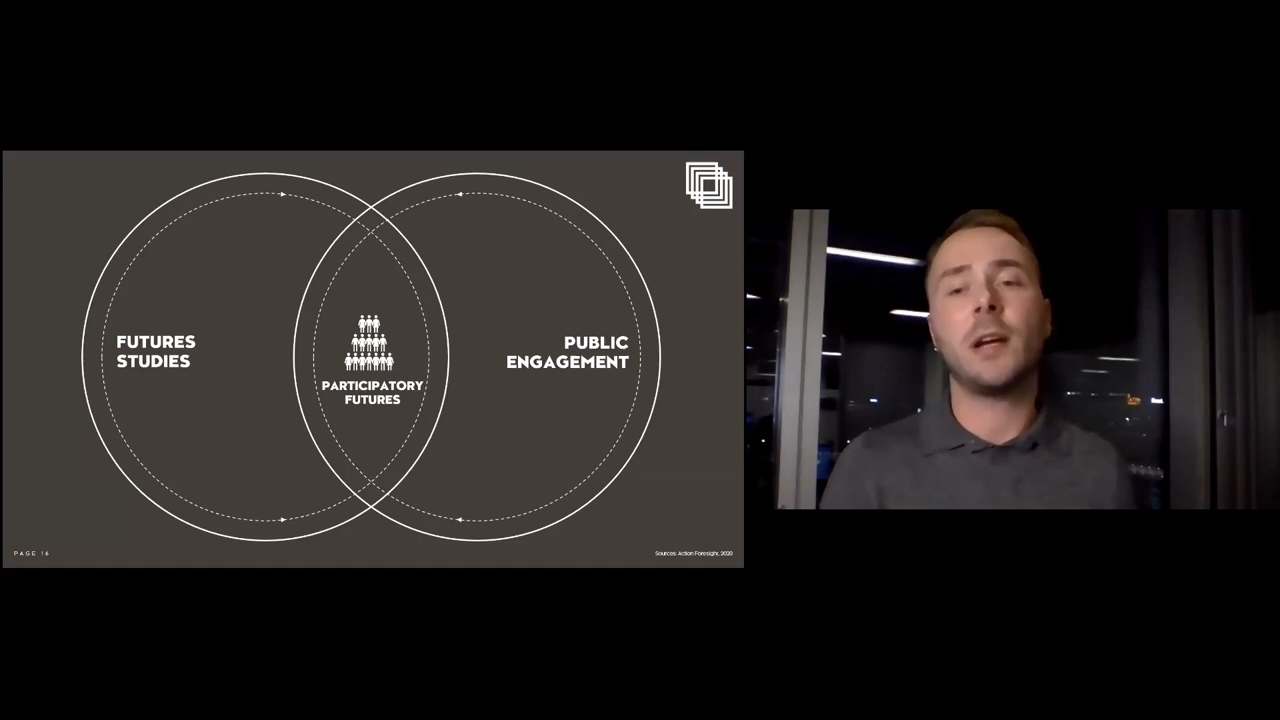 FUTURES
STUDIES
PARTICIPATORY
FUTURES
PUBLIC
ENGAGEMENT
PAGE 16
Sources: Action Foresight, 2020